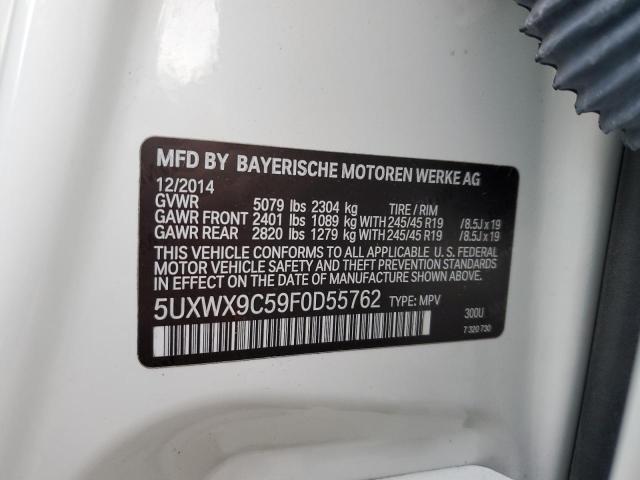 MFD BY BAYERISCHE MOTOREN WERKE AG
12/2014
GVWR 5079 lbs 2304 kg TIRE / RIM
GAWR FRONT 2401 lbs 1089 kg WITH 245/45 R19 / 8.5J x 19
GAWR REAR 2820 lbs 1279 kg WITH 245/45 R19 / 8.5J x 19
THIS VEHICLE CONFORMS TO ALL APPLICABLE U. S. FEDERAL
MOTOR VEHICLE SAFETY AND THEFT PREVENTION STANDARDS
IN EFFECT ON THE DATE OF MANUFACTURE SHOWN ABOVE.
5UXWX9C59F0D55762 TYPE: MPV
300U
7 320 730